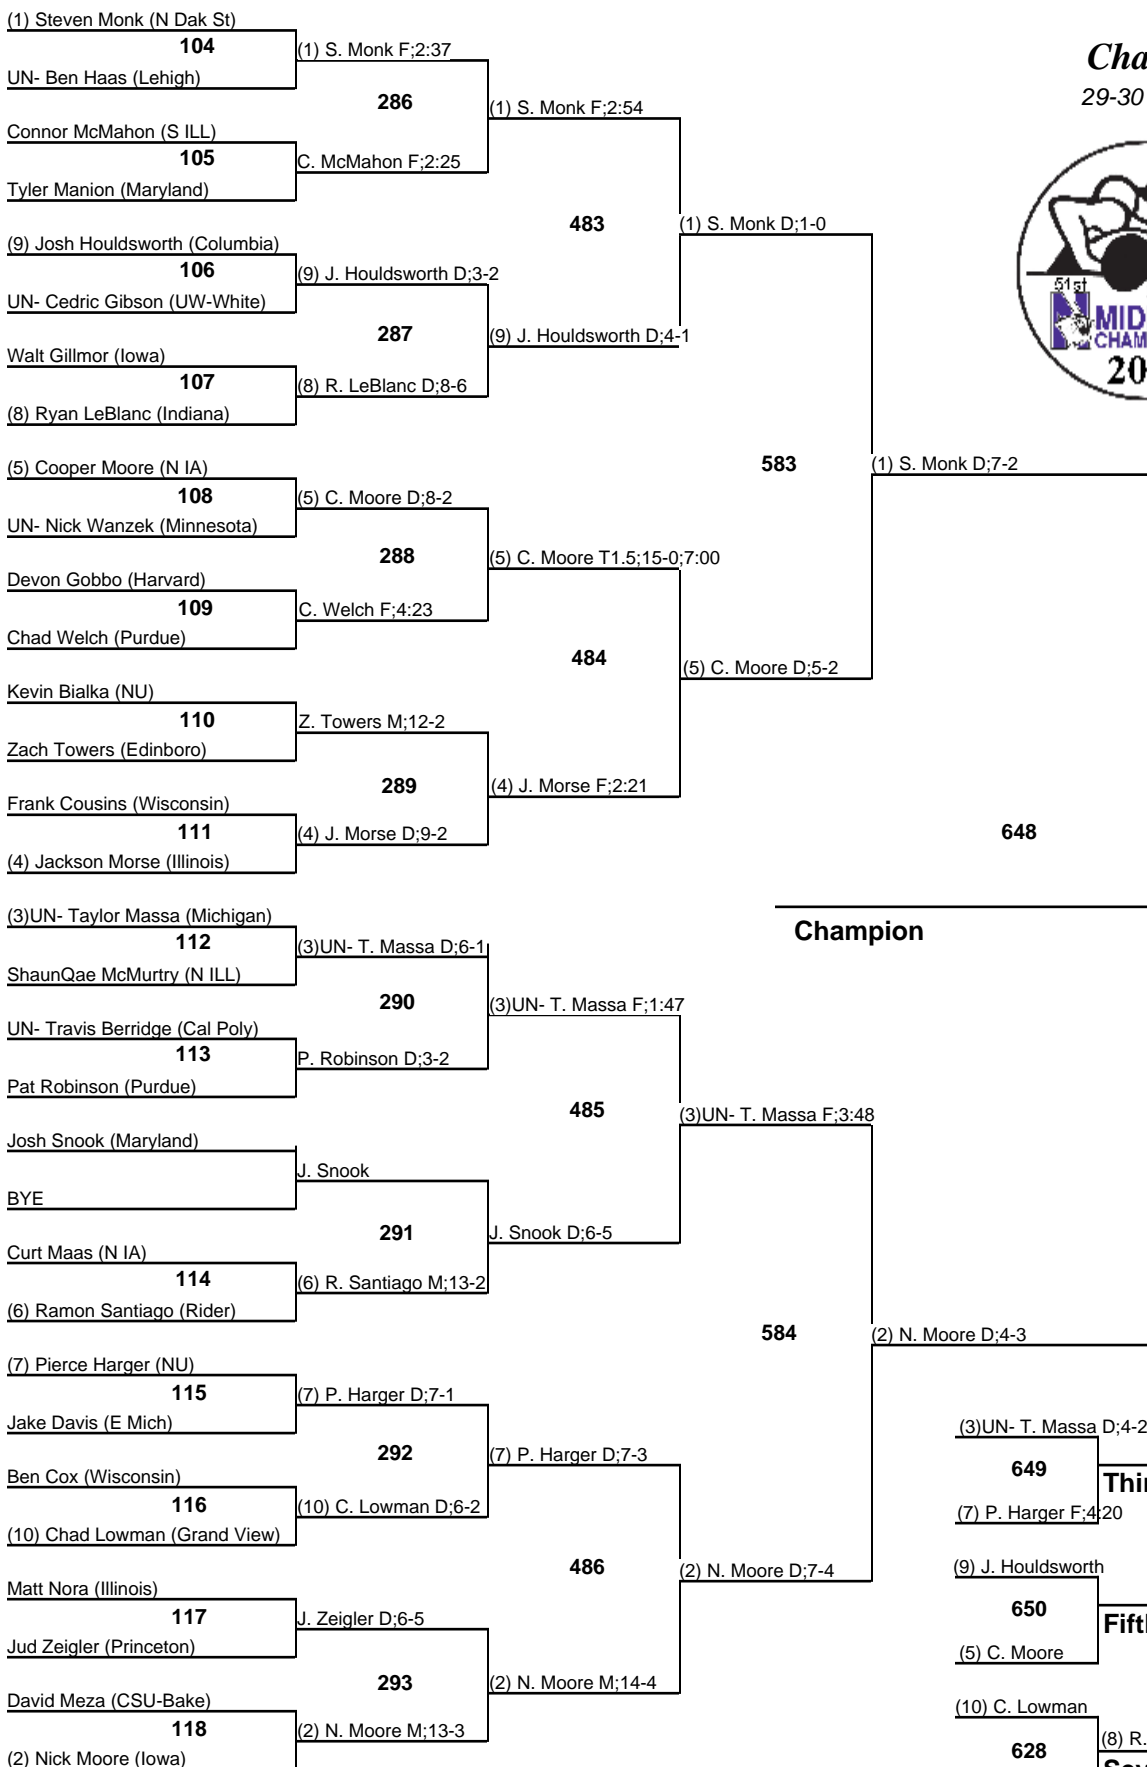 (1) Steven Monk (N Dak St)
104
UN- Ben Haas (Lehigh)
(1) S. Monk F;2:37
286
Connor McMahon (S ILL)
105
Tyler Manion (Maryland)
C. McMahon F;2:25
(1) S. Monk F;2:54
483
(9) Josh Houldsworth (Columbia)
106
UN- Cedric Gibson (UW-White)
(9) J. Houldsworth D;3-2
287
Walt Gillmor (Iowa)
107
(8) Ryan LeBlanc (Indiana)
(8) R. LeBlanc D;8-6
(9) J. Houldsworth D;4-1
(1) S. Monk D;1-0
583
(5) Cooper Moore (N IA)
108
UN- Nick Wanzek (Minnesota)
(5) C. Moore D;8-2
288
Devon Gobbo (Harvard)
109
Chad Welch (Purdue)
C. Welch F;4:23
(5) C. Moore T1.5;15-0;7:00
484
Kevin Bialka (NU)
110
Zach Towers (Edinboro)
Z. Towers M;12-2
289
Frank Cousins (Wisconsin)
111
(4) Jackson Morse (Illinois)
(4) J. Morse D;9-2
(4) J. Morse F;2:21
(5) C. Moore D;5-2
(1) S. Monk D;7-2
648
Champion
(3)UN- Taylor Massa (Michigan)
112
ShaunQae McMurtry (N ILL)
(3)UN- T. Massa D;6-1
290
UN- Travis Berridge (Cal Poly)
113
Pat Robinson (Purdue)
P. Robinson D;3-2
(3)UN- T. Massa F;1:47
485
Josh Snook (Maryland)
BYE
J. Snook
291
Curt Maas (N IA)
114
(6) Ramon Santiago (Rider)
(6) R. Santiago M;13-2
J. Snook D;6-5
(3)UN- T. Massa F;3:48
584
(7) Pierce Harger (NU)
115
Jake Davis (E Mich)
(7) P. Harger D;7-1
292
Ben Cox (Wisconsin)
116
(10) Chad Lowman (Grand View)
(10) C. Lowman D;6-2
(7) P. Harger D;7-3
486
Matt Nora (Illinois)
117
Jud Zeigler (Princeton)
J. Zeigler D;6-5
293
David Meza (CSU-Bake)
118
(2) Nick Moore (Iowa)
(2) N. Moore M;13-3
(2) N. Moore M;14-4
(2) N. Moore D;7-4
(2) N. Moore D;4-3
(3)UN- T. Massa D;4-2
649
(7) P. Harger F;4:20
(9) J. Houldsworth
650
(5) C. Moore
(10) C. Lowman
628
(8) R.
29-30
51st
N
MID
20